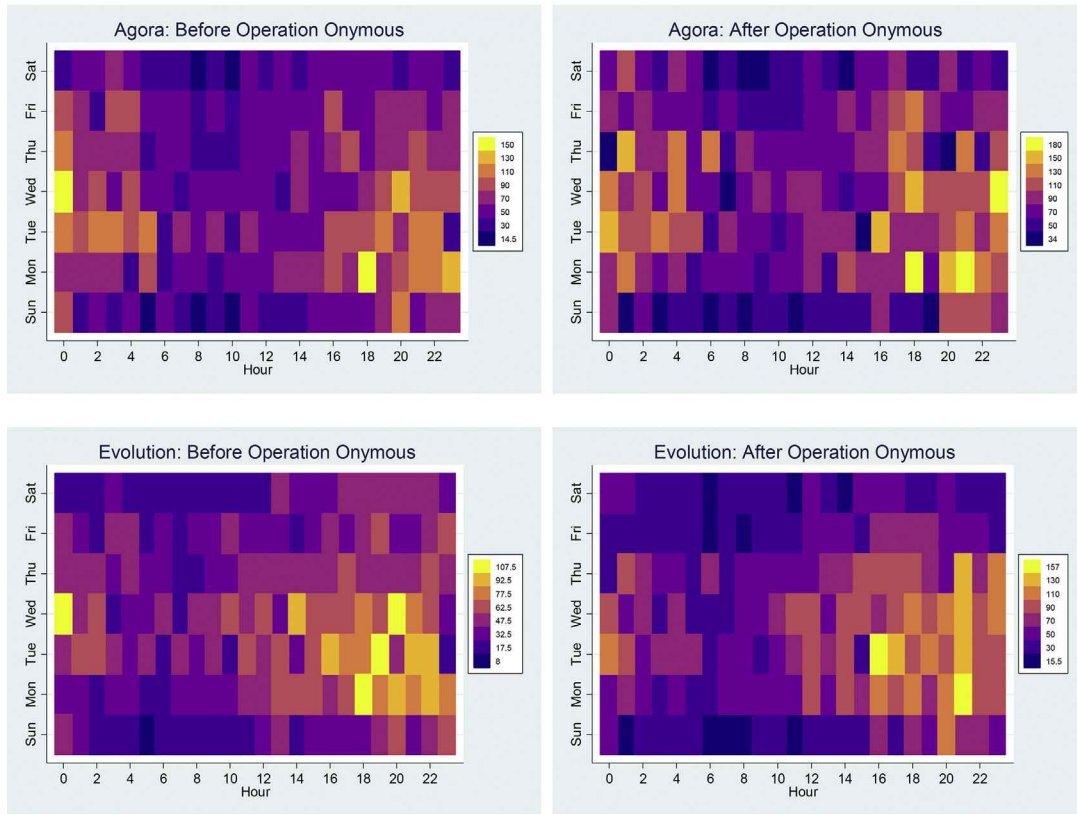 Agora: Before Operation Onymous
Sat
Fri
Thu
Wed
Tue
Mon
Sun
0 2 4 6 8 10 12 14 16 18 20 22
Hour
150
130
110
90
70
50
30
14.5
Agora: After Operation Onymous
Sat
Fri
Thu
Wed
Tue
Mon
Sun
0 2 4 6 8 10 12 14 16 18 20 22
Hour
180
150
130
110
90
70
50
34
Evolution: Before Operation Onymous
Sat
Fri
Thu
Wed
Tue
Mon
Sun
0 2 4 6 8 10 12 14 16 18 20 22
Hour
107.5
92.5
77.5
62.5
47.5
32.5
17.5
8
Evolution: After Operation Onymous
Sat
Fri
Thu
Wed
Tue
Mon
Sun
0 2 4 6 8 10 12 14 16 18 20 22
Hour
157
130
110
90
70
50
30
15.5